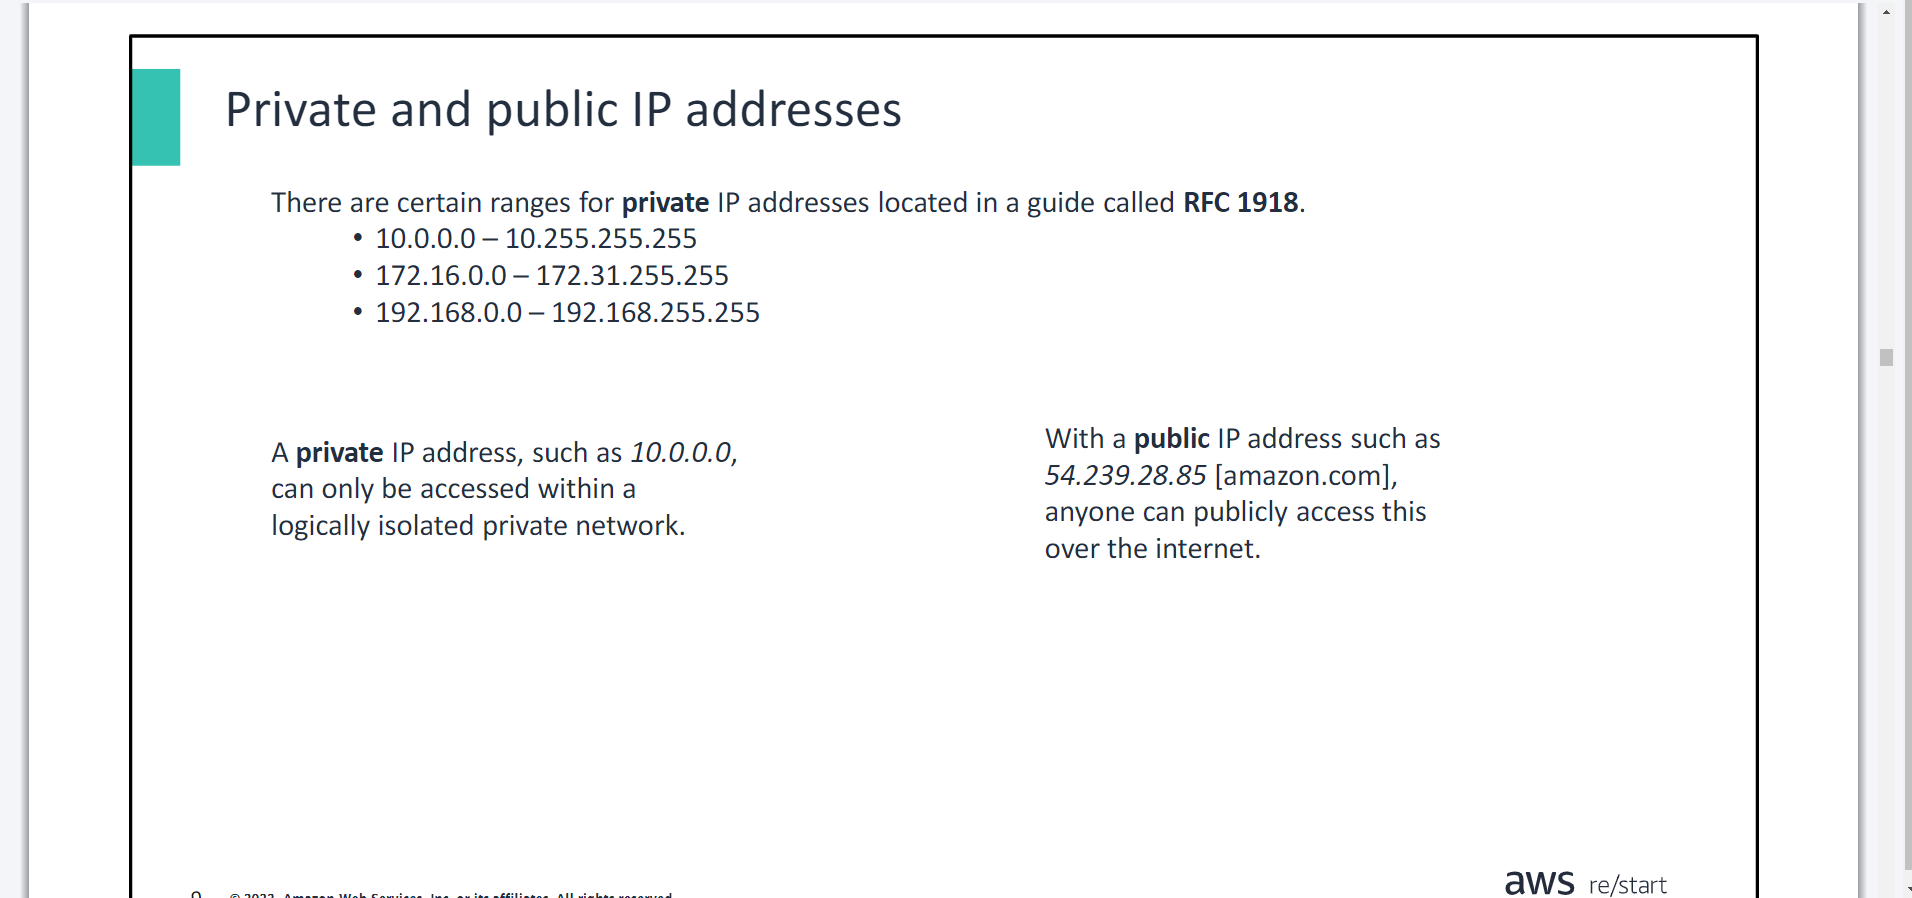 Private and public IP addresses
There are certain ranges for private IP addresses located in a guide called RFC 1918.
• 10.0.0.0 – 10.255.255.255
• 172.16.0.0 – 172.31.255.255
• 192.168.0.0 – 192.168.255.255
A private IP address, such as 10.0.0.0,
can only be accessed within a
logically isolated private network.
With a public IP address such as
54.239.28.85 [amazon.com],
anyone can publicly access this
over the internet.
© 2022, Amazon Web Services, Inc. or its affiliates. All rights reserved.
aws re/start